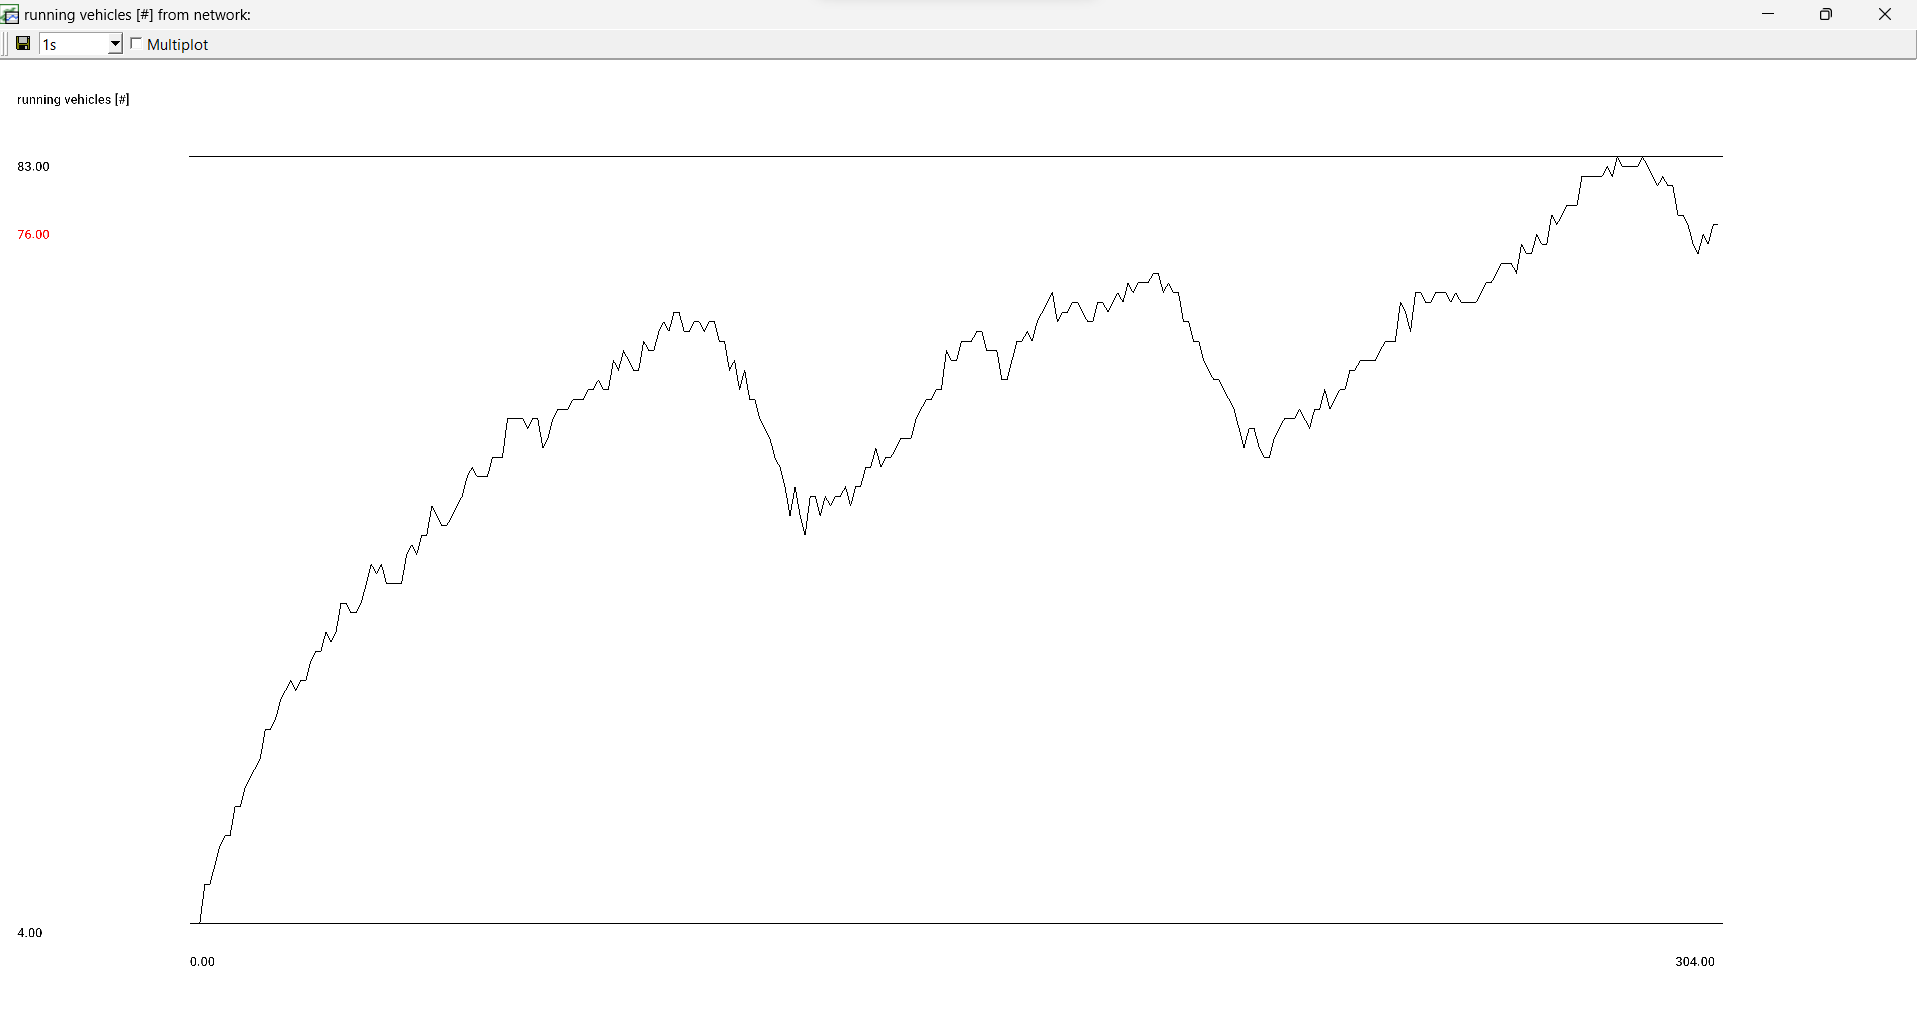 running vehicles [#] from network:
1s Multiplot
running vehicles [#]
83.00
76.00
4.00
0.00 304.00